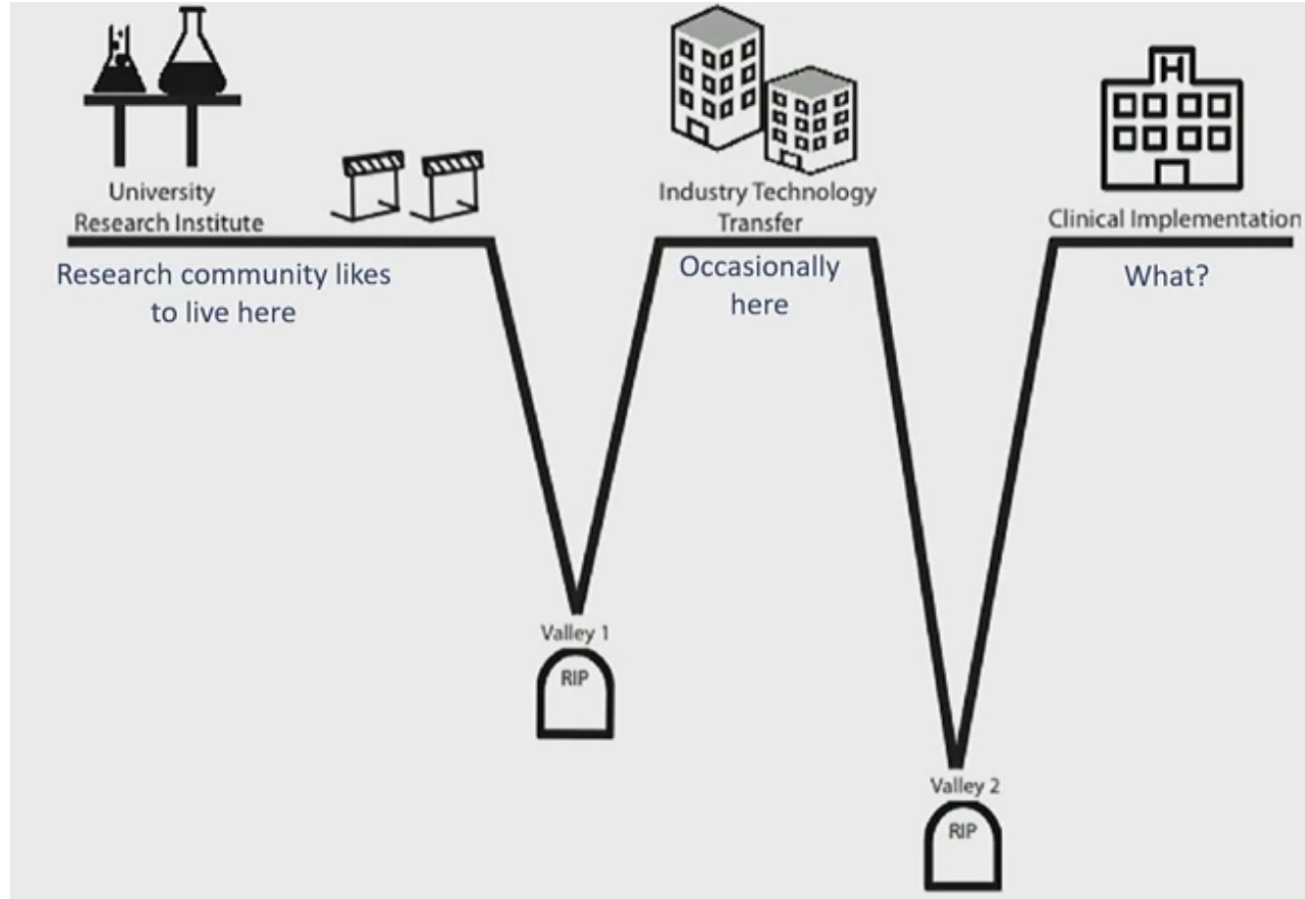 H
University
Research Institute
Industry Technology
Transfer
Clinical Implementation
Research community likes
to live here
Occasionally
here
What?
Valley 1
RIP
Valley 2
RIP